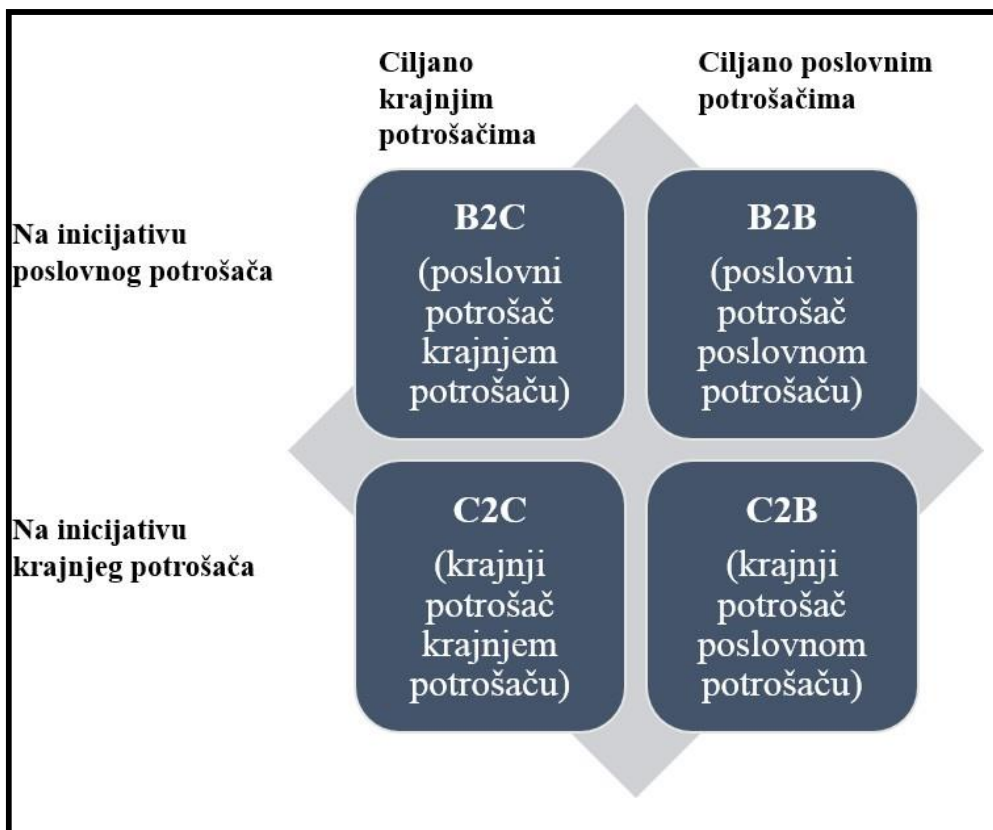 Ciljano
krajnjim
potrošačima
Ciljano poslovnim
potrošačima
Na inicijativu
poslovnog potrošača
B2C
(poslovni
potrošač
krajnjem
potrošaču)
B2B
(poslovni
potrošač
poslovnom
potrošaču)
Na inicijativu
krajnjeg potrošača
C2C
(krajnji
potrošač
krajnjem
potrošaču)
C2B
(krajnji
potrošač
poslovnom
potrošaču)